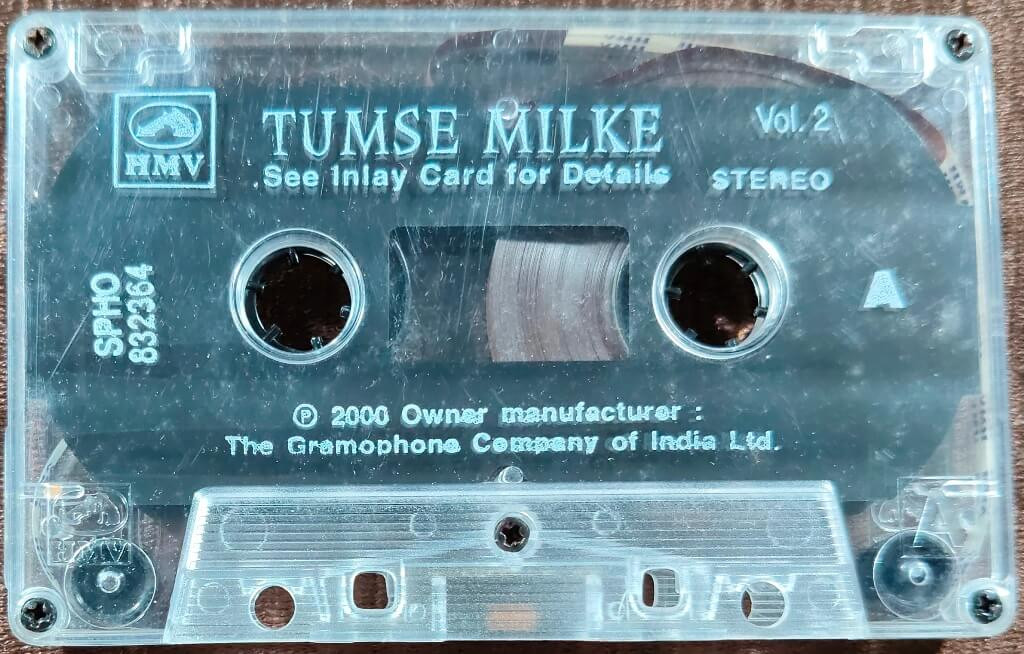 HMV
TUMSE MILKE
Vol. 2
See Inlay Card for Details
STEREO
SPHO
832364
A
℗ 2000 Owner manufacturer :
The Gramophone Company of India Ltd.
HMV
A